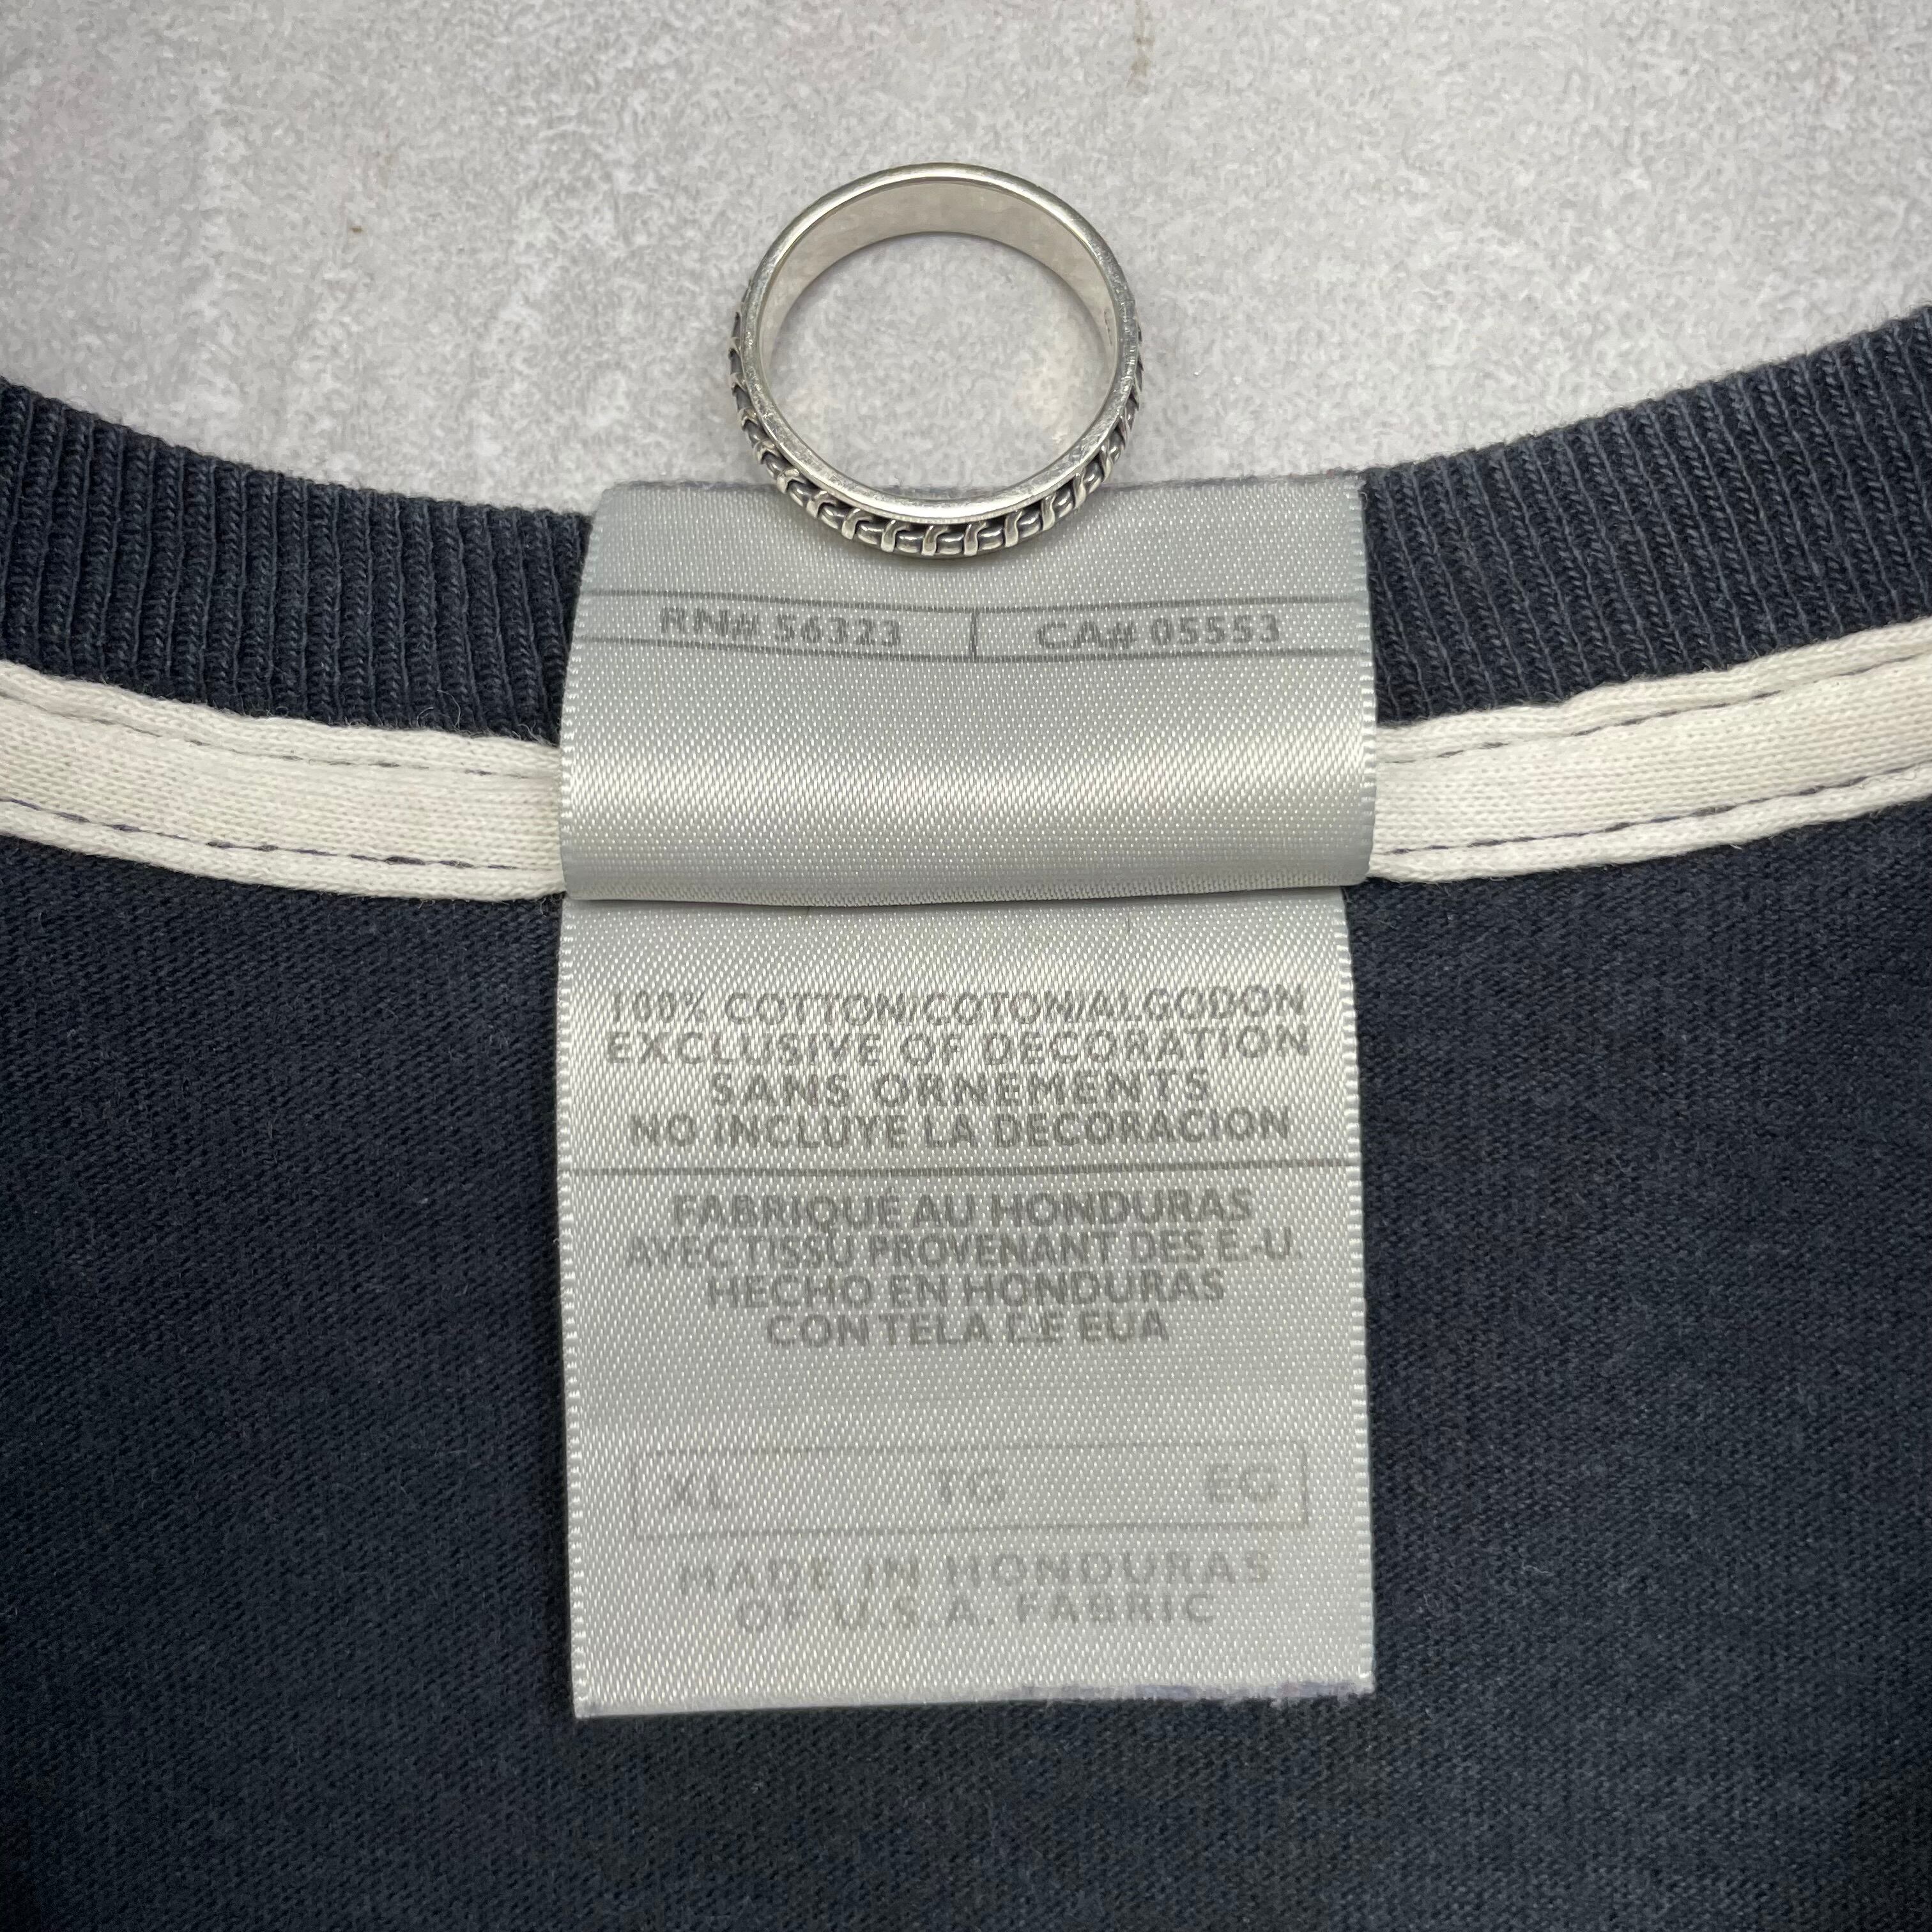 RN# 56323 CA# 05553
100% COTTON/COTON/ALGODON
EXCLUSIVE OF DECORATION
SANS ORNEMENTS
NO INCLUYE LA DECORACION
FABRIQUÉ AU HONDURAS
AVEC TISSU PROVENANT DES É.-U
HECHO EN HONDURAS
CON TELA DE EUA
XL TG EG
MADE IN HONDURAS
OF U.S.A. FABRIC